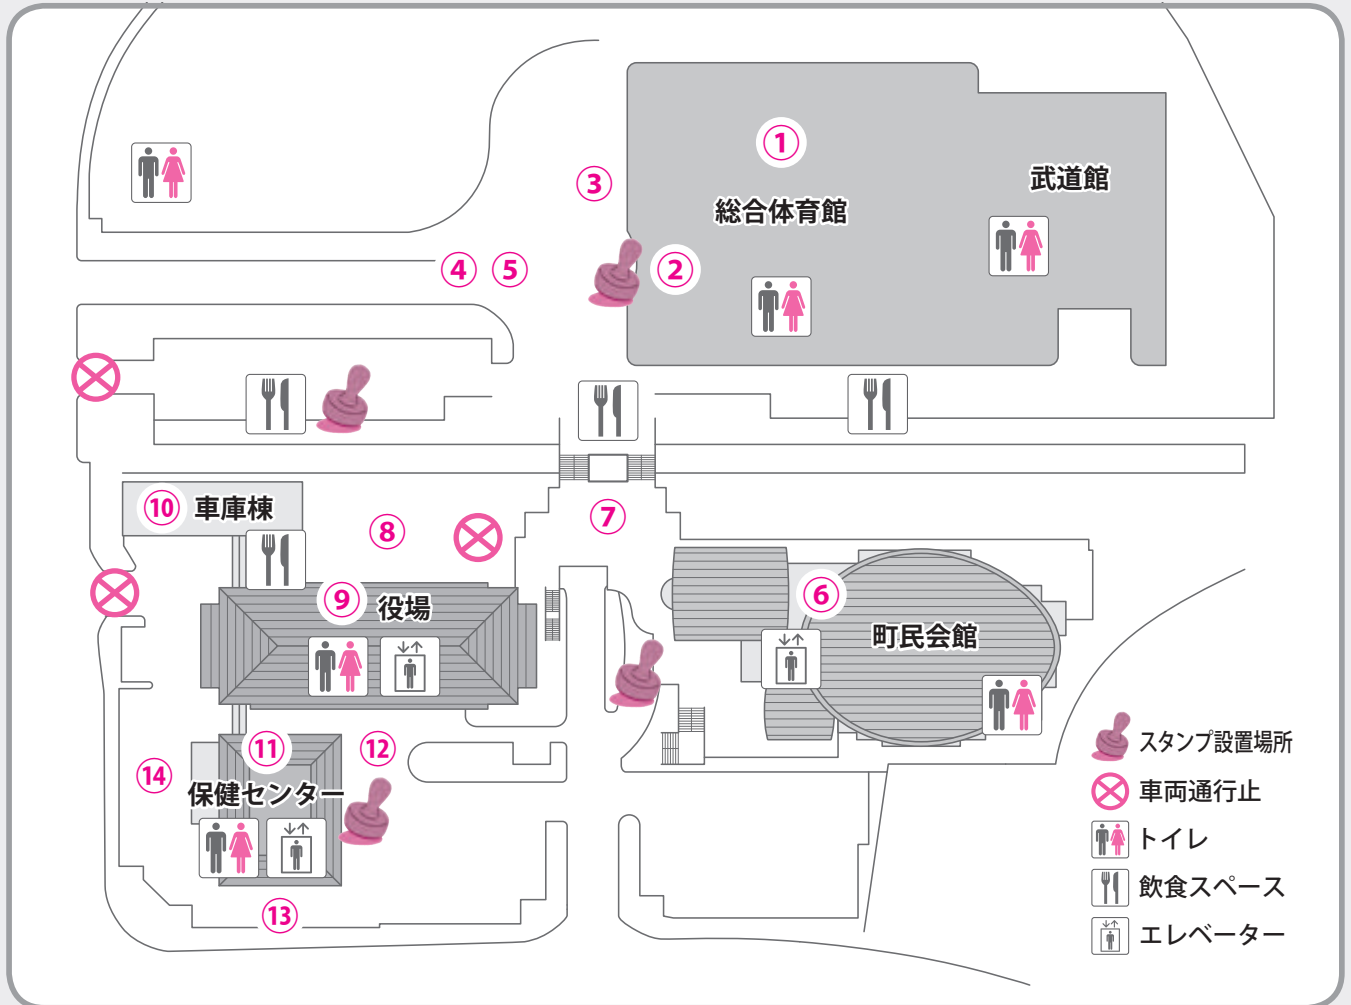 ①
武道館
③
総合体育館
④ ⑤
②
⑩ 車庫棟
⑧
⑦
⑨ 役場
⑥
町民会館
⑪
⑫
⑭
保健センター
⑬
スタンプ設置場所
車両通行止
トイレ
飲食スペース
エレベーター